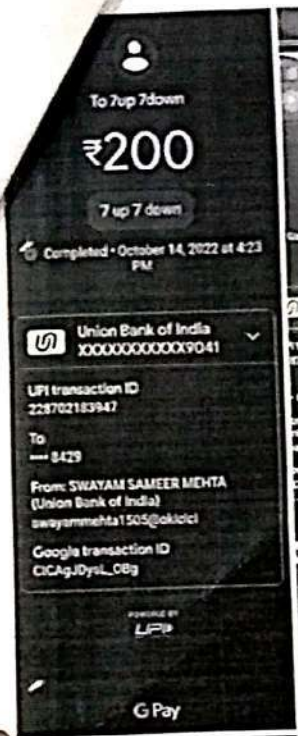 To 7up 7down
₹200
7 up 7 down
Completed • October 14, 2022 at 4:23
PM
Union Bank of India
XXXXXXXXXXXX9041
UPI transaction ID
228702183947
To
8429
From: SWAYAM SAMEER MEHTA
(Union Bank of India)
swayammehta1505@okicici
Google transaction ID
CICAgJDysL_OBg
POWERED BY
UPI
G Pay